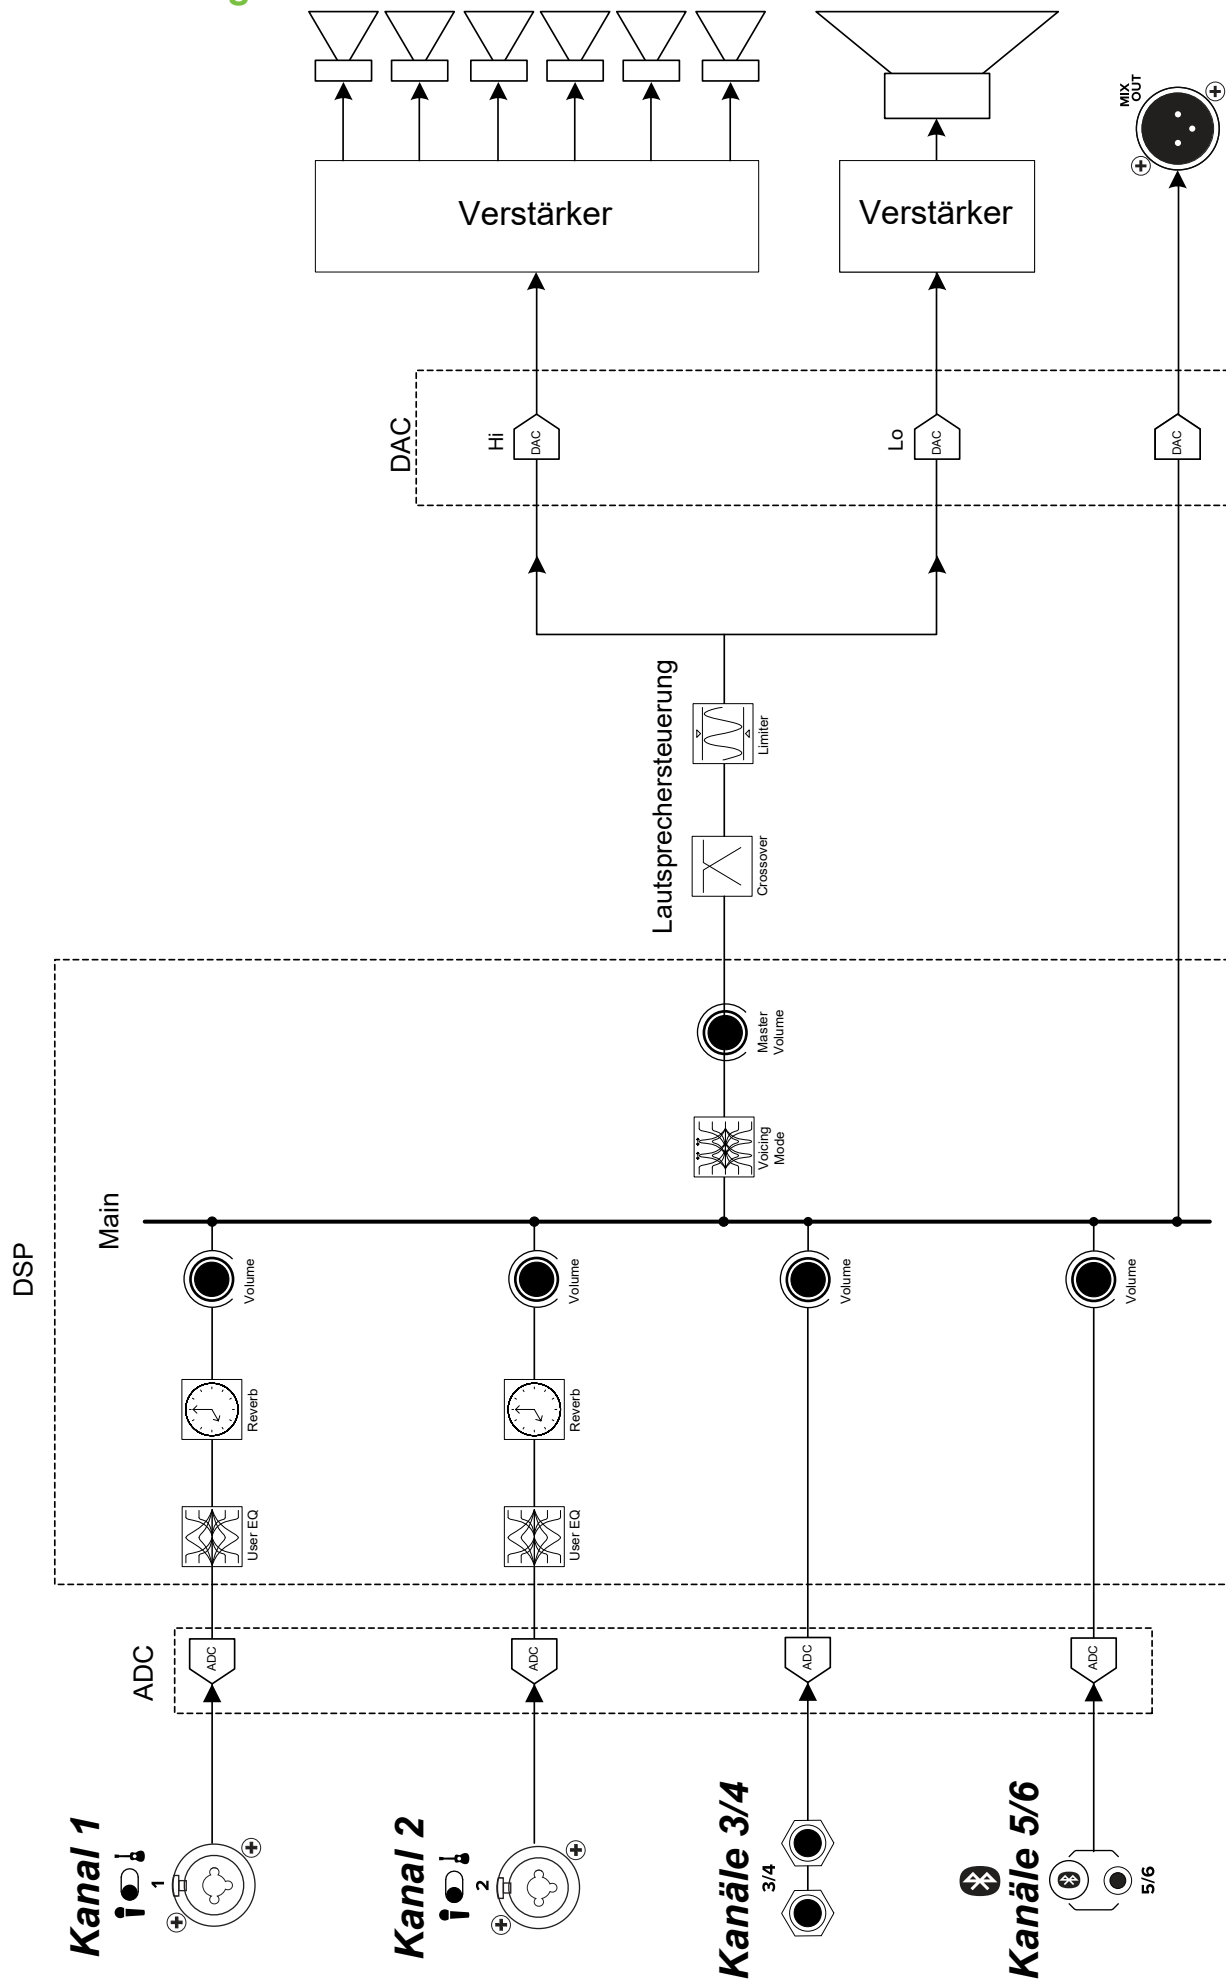 DSP
Kanal 1
Main
ADC
1
ADC
User EQ
Reverb
Volume
Kanal 2
DAC
2
Hi
Verstärker
ADC
User EQ
Reverb
Volume
DAC
Lautsprechersteuerung
Kanäle 3/4
3/4
Voicing
Mode
Master
Volume
Crossover
Limiter
ADC
Volume
Lo
DAC
Verstärker
Kanäle 5/6
ADC
Volume
5/6
MIX
OUT
DAC